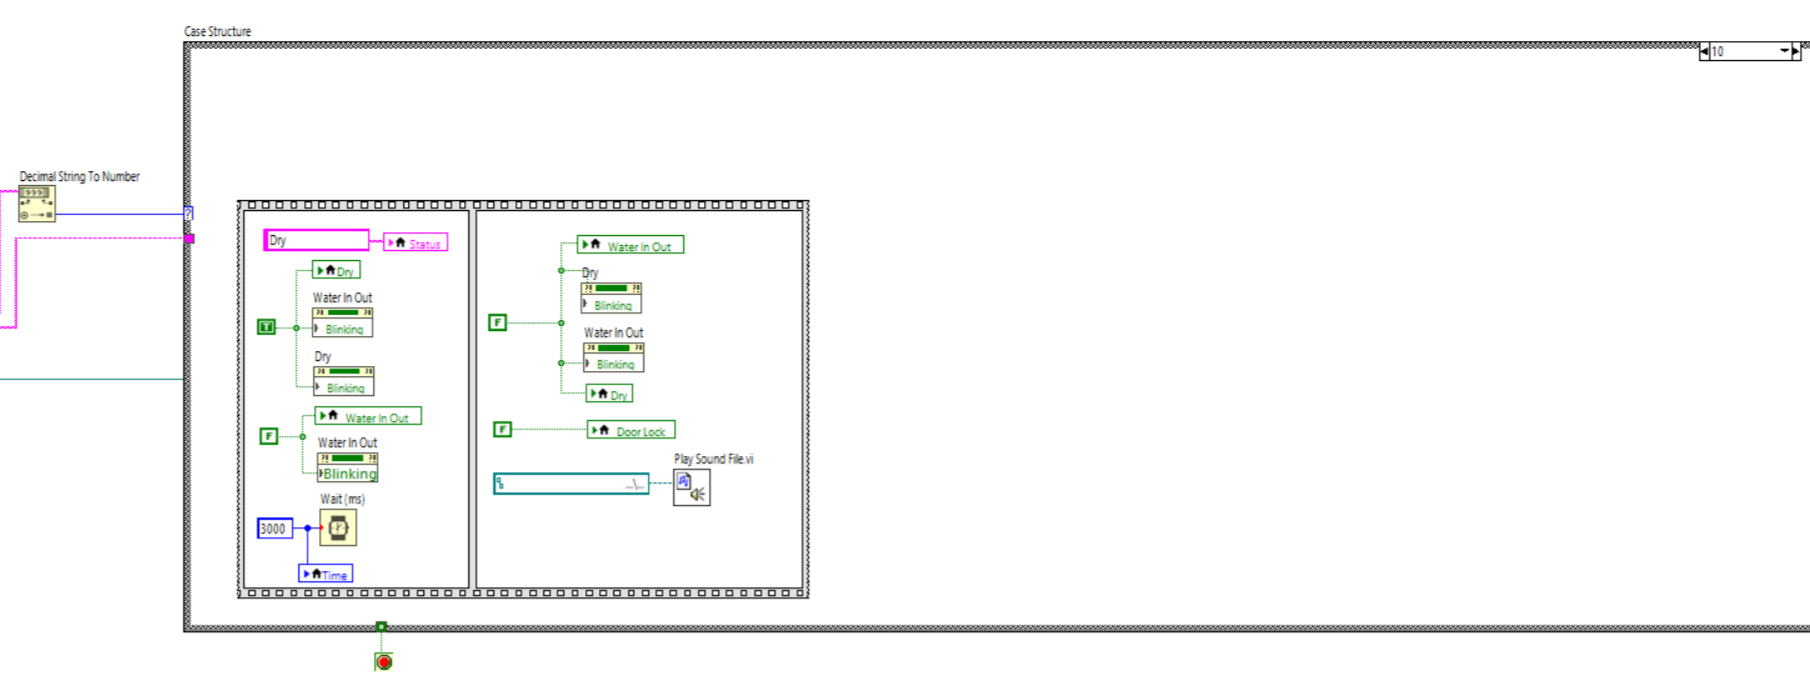 Case Structure
10
Decimal String To Number
?
Dry
Status
Dry
Water In Out
Blinking
T
Dry
Blinking
Water In Out
F
Water In Out
Blinking
Wait (ms)
3000
Time
Water In Out
Dry
Blinking
F
Water In Out
Blinking
Dry
F
Door Lock
Play Sound File.vi